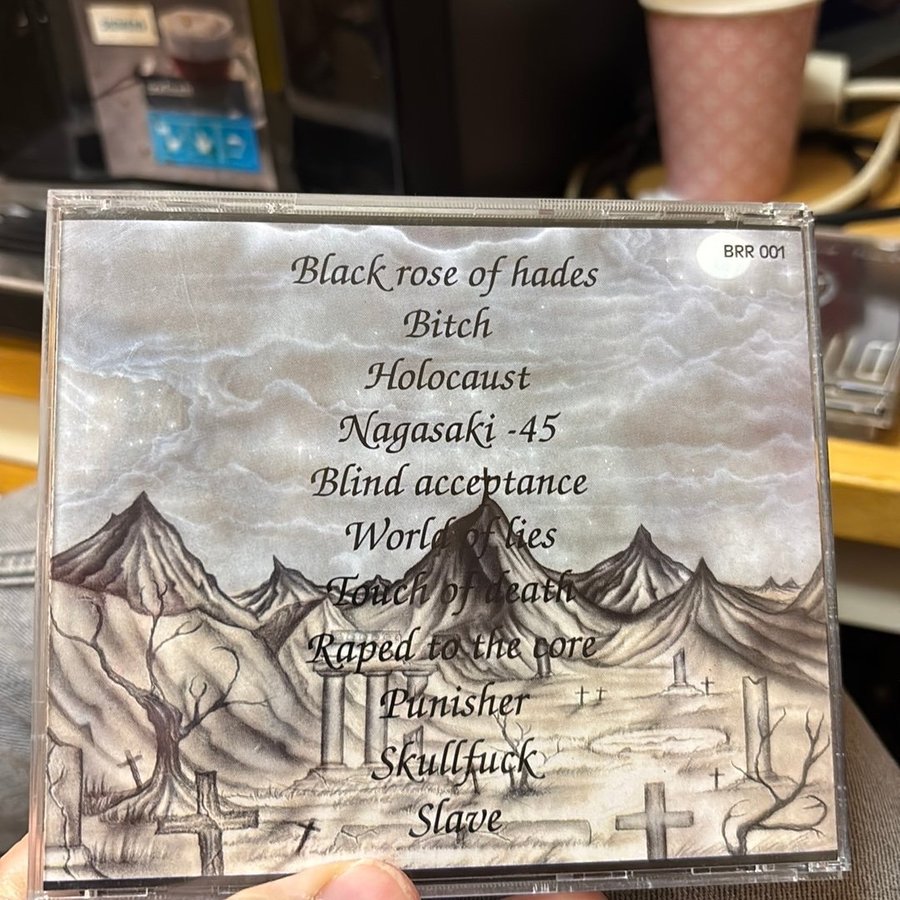 BRR 001
Black rose of hades
Bitch
Holocaust
Nagasaki -45
Blind acceptance
World of lies
Touch of death
Raped to the core
Punisher
Skullfuck
Slave